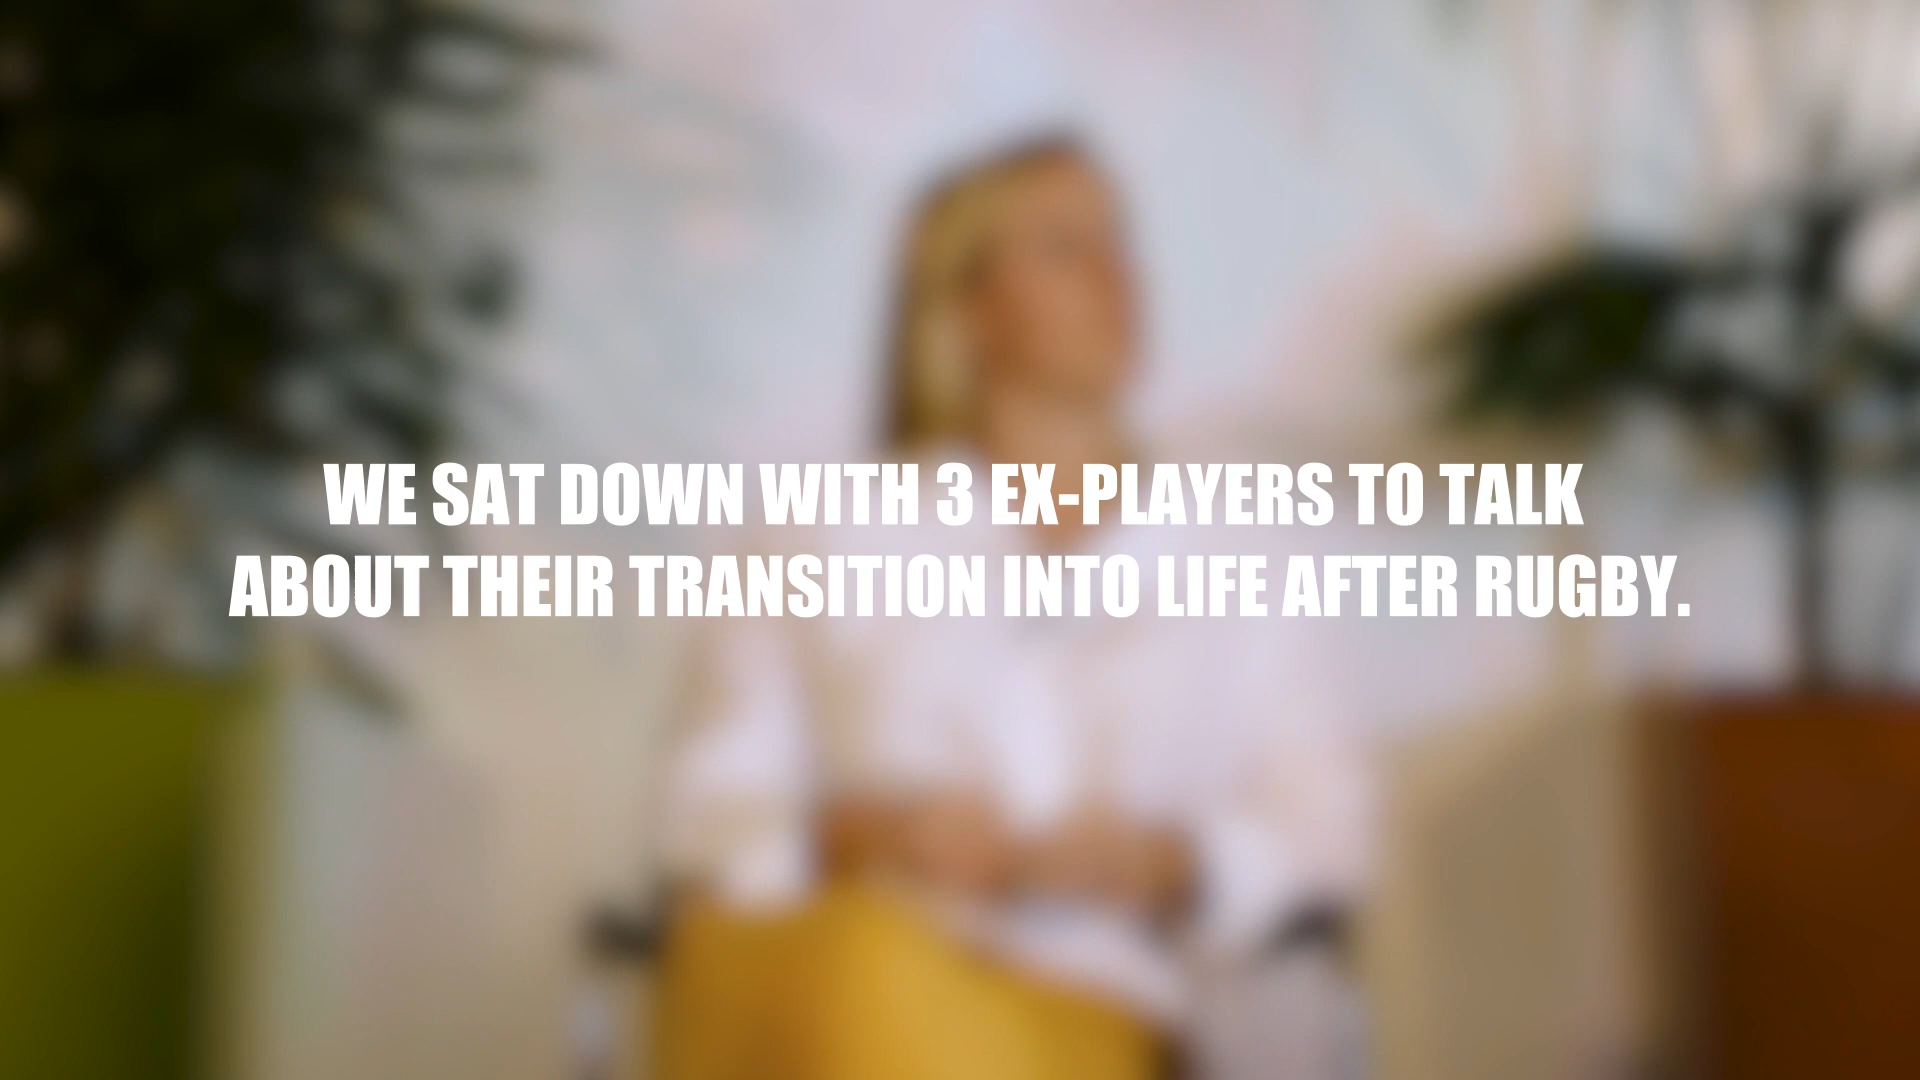 WE SAT DOWN WITH 3 EX-PLAYERS TO TALK
ABOUT THEIR TRANSITION INTO LIFE AFTER RUGBY.